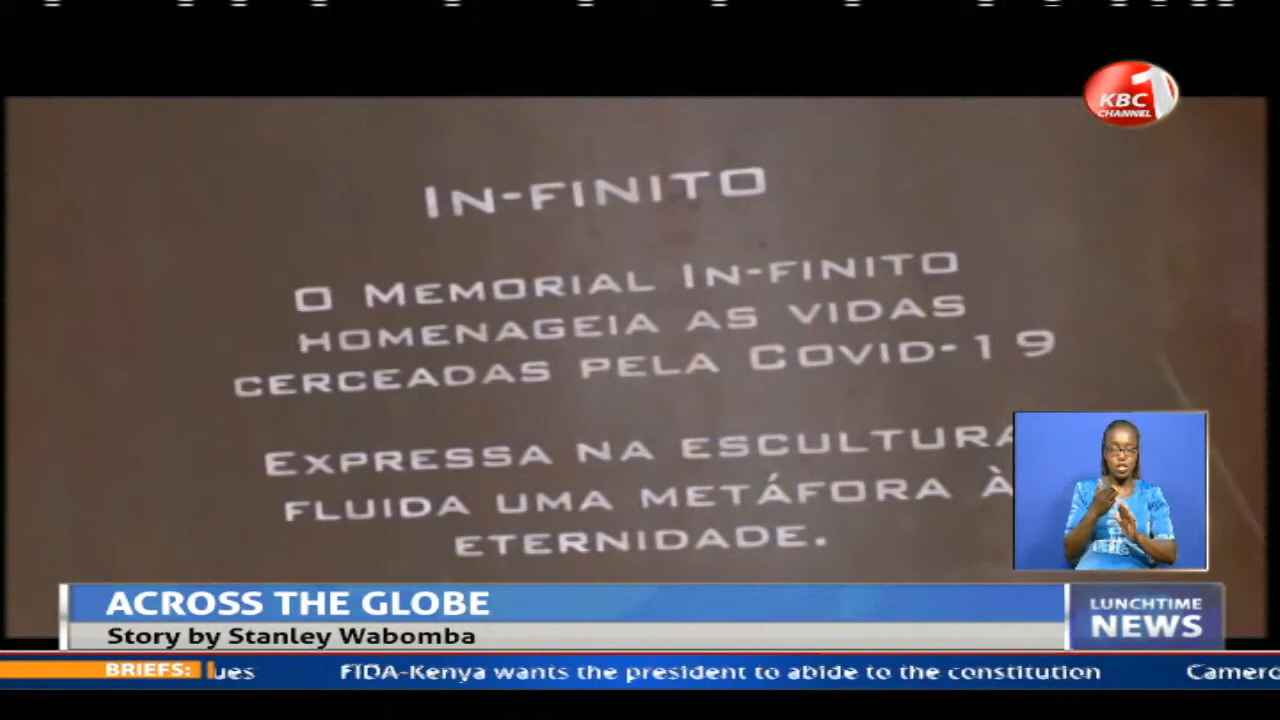 KBC 1
CHANNEL
IN-FINITO
O MEMORIAL IN-FINITO
HOMENAGEIA AS VIDAS
CERCEADAS PELA COVID-19
EXPRESSA NA ESCULTURA
FLUIDA UMA METÁFORA À
ETERNIDADE.
ACROSS THE GLOBE
Story by Stanley Wabomba
LUNCHTIME
NEWS
BRIEFS: ues FIDA-Kenya wants the president to abide to the constitution Camero